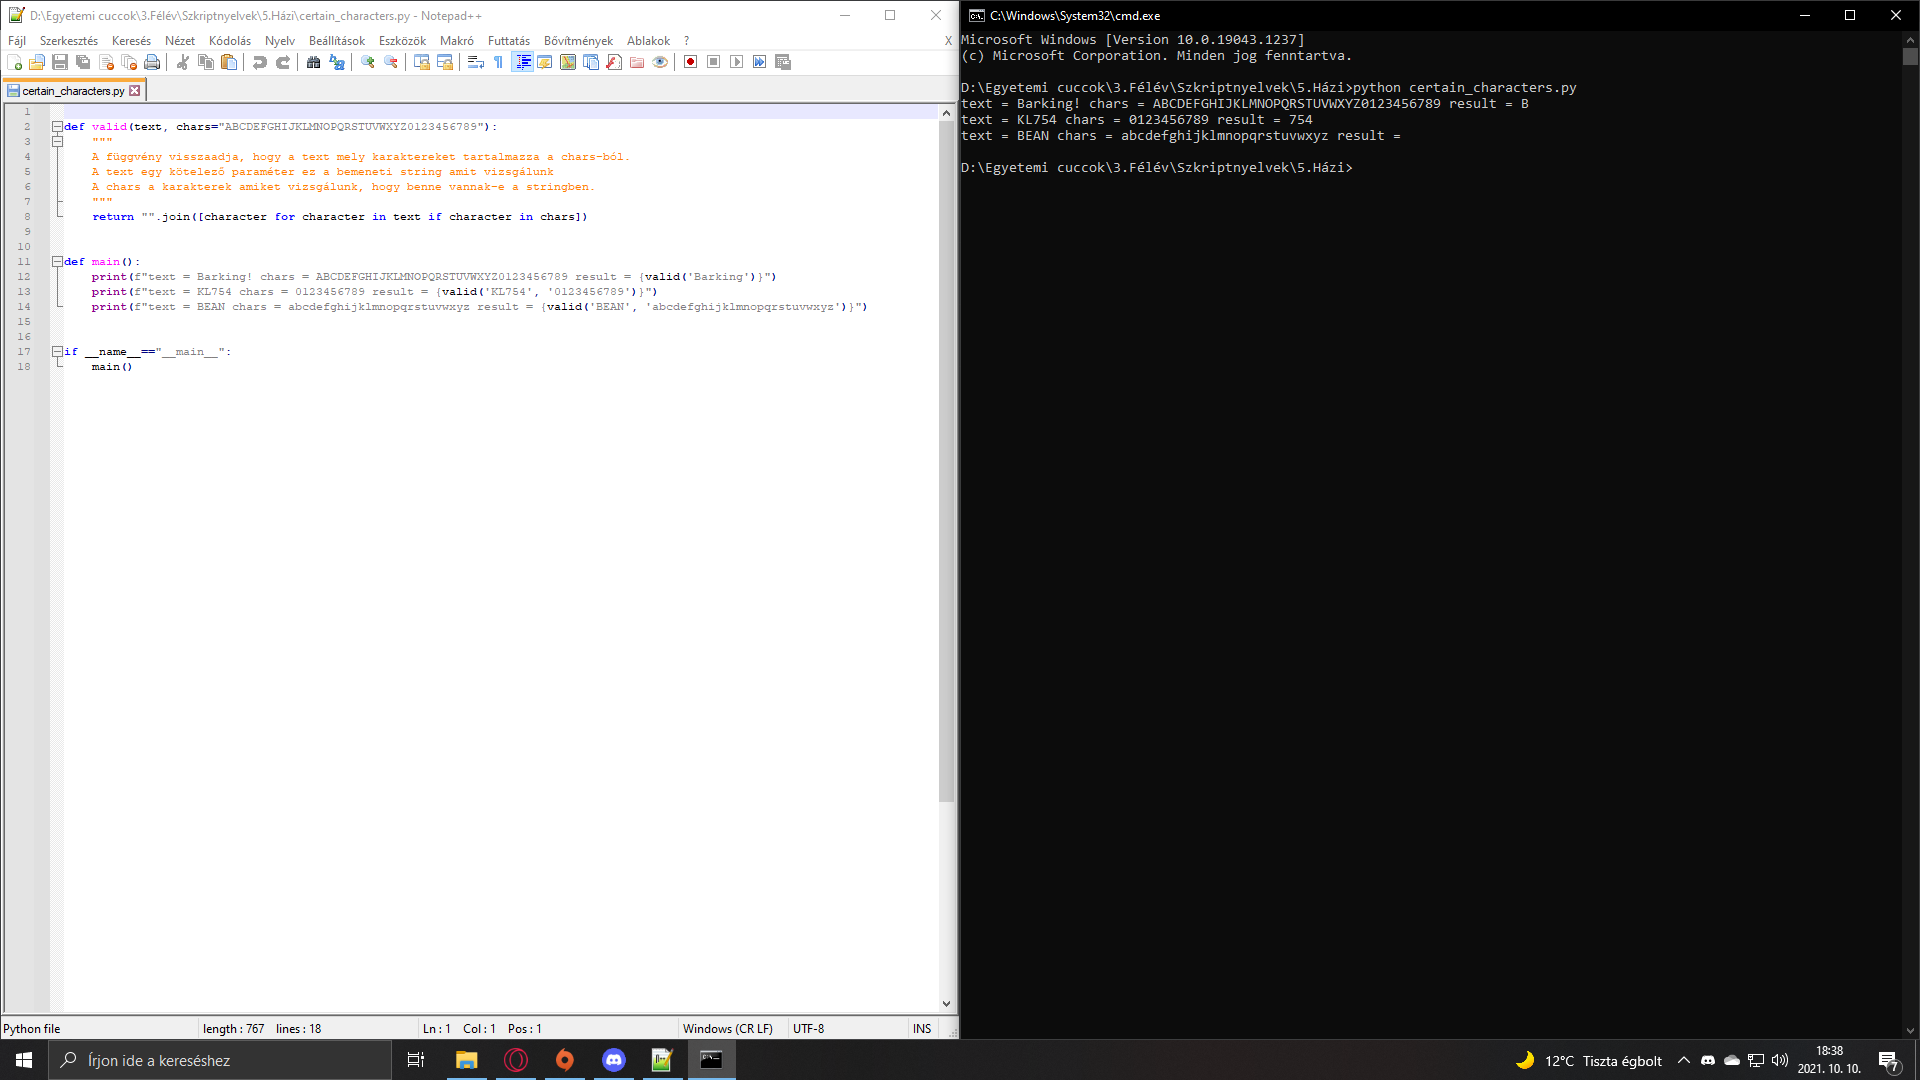 D:\Egyetemi cuccok\3.Félév\Szkriptnyelvek\5.Házi\certain_characters.py - Notepad++
Fájl Szerkesztés Keresés Nézet Kódolás Nyelv Beállítások Eszközök Makró Futtatás Bővítmények Ablakok ? X
certain_characters.py
1
2 def valid(text, chars="ABCDEFGHIJKLMNOPQRSTUVWXYZ0123456789"):
3 """
4 A függvény visszaadja, hogy a text mely karaktereket tartalmazza a chars-ból.
5 A text egy kötelező paraméter ez a bemeneti string amit vizsgálunk
6 A chars a karakterek amiket vizsgálunk, hogy benne vannak-e a stringben.
7 """
8 return "".join([character for character in text if character in chars])
9
10
11 def main():
12 print(f"text = Barking! chars = ABCDEFGHIJKLMNOPQRSTUVWXYZ0123456789 result = {valid('Barking')}")
13 print(f"text = KL754 chars = 0123456789 result = {valid('KL754', '0123456789')}")
14 print(f"text = BEAN chars = abcdefghijklmnopqrstuvwxyz result = {valid('BEAN', 'abcdefghijklmnopqrstuvwxyz')}")
15
16
17 if __name__=="__main__":
18 main()
Python file length : 767 lines : 18 Ln : 1 Col : 1 Pos : 1 Windows (CR LF) UTF-8 INS
C:\Windows\System32\cmd.exe
Microsoft Windows [Version 10.0.19043.1237]
(c) Microsoft Corporation. Minden jog fenntartva.
D:\Egyetemi cuccok\3.Félév\Szkriptnyelvek\5.Házi>python certain_characters.py
text = Barking! chars = ABCDEFGHIJKLMNOPQRSTUVWXYZ0123456789 result = B
text = KL754 chars = 0123456789 result = 754
text = BEAN chars = abcdefghijklmnopqrstuvwxyz result =
D:\Egyetemi cuccok\3.Félév\Szkriptnyelvek\5.Házi>
Írjon ide a kereséshez
12°C Tiszta égbolt
18:38
2021. 10. 10.
7